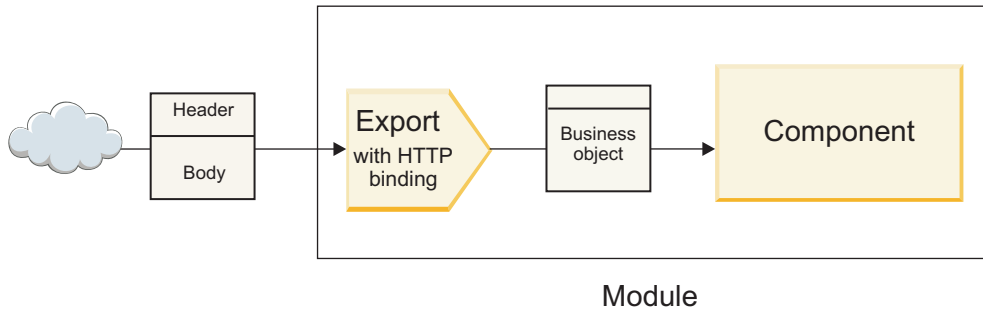 Header
Body
Export
with HTTP
binding
Business
object
Component
Module